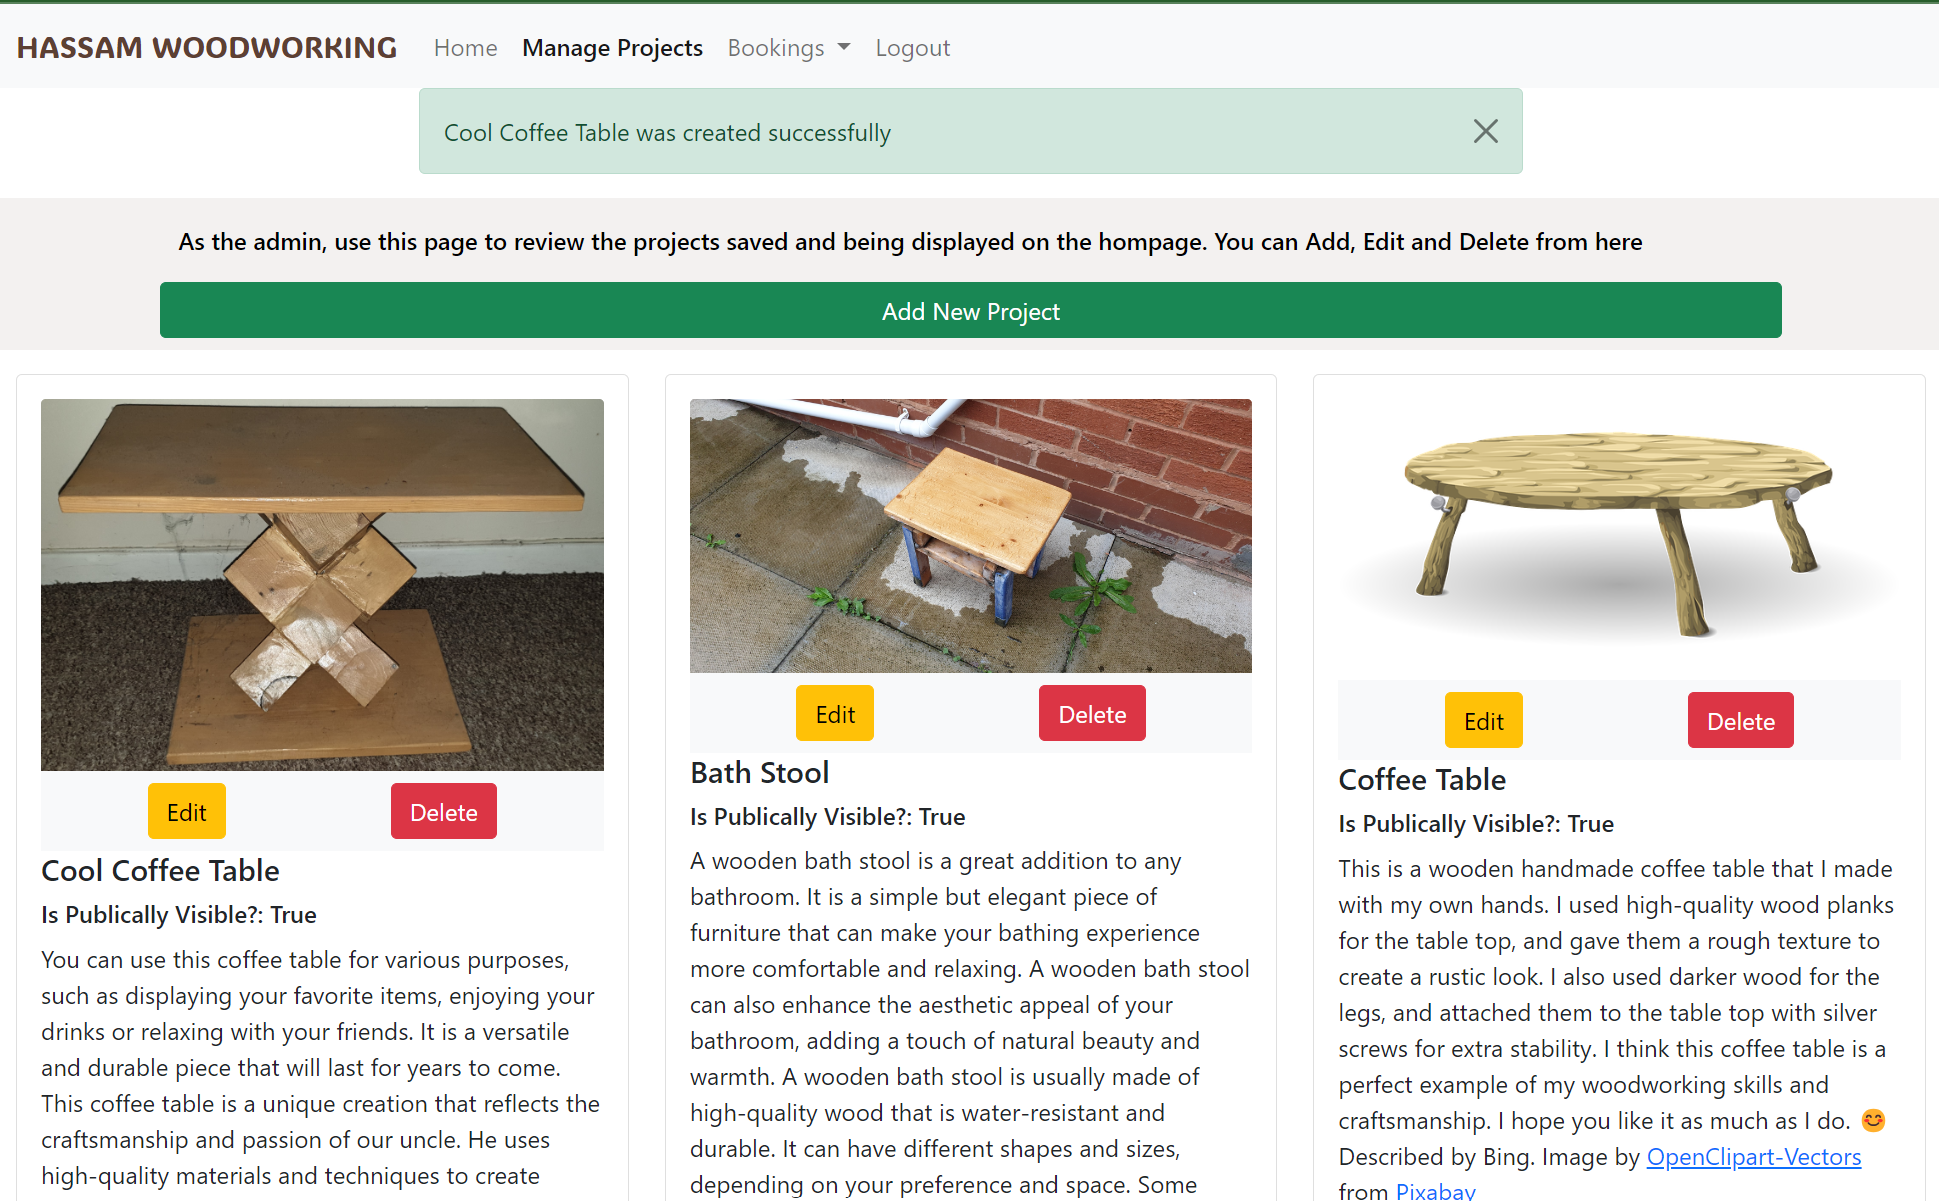 HASSAM WOODWORKING Home Manage Projects Bookings Logout
Cool Coffee Table was created successfully
As the admin, use this page to review the projects saved and being displayed on the hompage. You can Add, Edit and Delete from here
Add New Project
Edit Delete
Cool Coffee Table
Is Publically Visible?: True
You can use this coffee table for various purposes,
such as displaying your favorite items, enjoying your
drinks or relaxing with your friends. It is a versatile
and durable piece that will last for years to come.
This coffee table is a unique creation that reflects the
craftsmanship and passion of our uncle. He uses
high-quality materials and techniques to create
Edit Delete
Bath Stool
Is Publically Visible?: True
A wooden bath stool is a great addition to any
bathroom. It is a simple but elegant piece of
furniture that can make your bathing experience
more comfortable and relaxing. A wooden bath stool
can also enhance the aesthetic appeal of your
bathroom, adding a touch of natural beauty and
warmth. A wooden bath stool is usually made of
high-quality wood that is water-resistant and
durable. It can have different shapes and sizes,
depending on your preference and space. Some
Edit Delete
Coffee Table
Is Publically Visible?: True
This is a wooden handmade coffee table that I made
with my own hands. I used high-quality wood planks
for the table top, and gave them a rough texture to
create a rustic look. I also used darker wood for the
legs, and attached them to the table top with silver
screws for extra stability. I think this coffee table is a
perfect example of my woodworking skills and
craftsmanship. I hope you like it as much as I do. 😊
Described by Bing. Image by OpenClipart-Vectors
from Pixabay